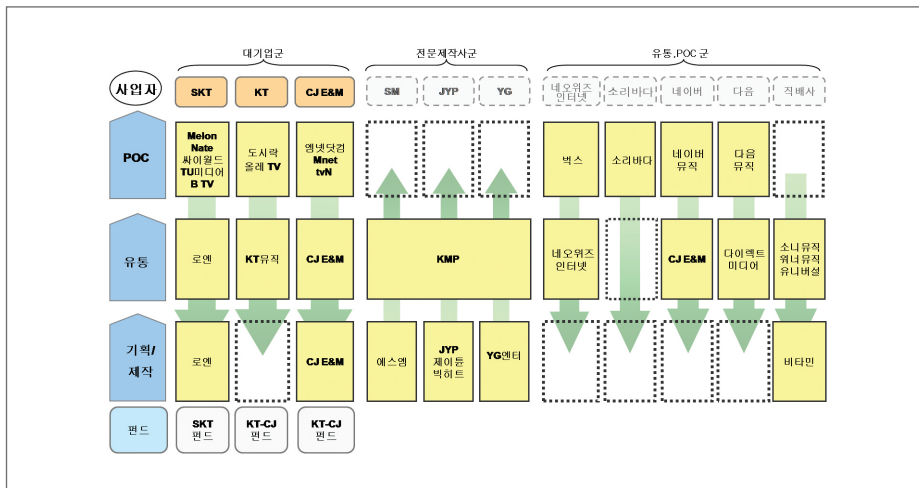 대기업군
전문제작사군
유통,POC 군
사업자
SKT
KT
CJ E&M
SM
JYP
YG
네오위즈
인터넷
소리바다
네이버
다음
직배사
POC
Melon
Nate
싸이월드
TU미디어
B TV
도시락
올레 TV
엠넷닷컴
Mnet
tvN
벅스
소리바다
네이버
뮤직
다음
뮤직
유통
로엔
KT뮤직
CJ E&M
KMP
네오위즈
인터넷
CJ E&M
다이렉트
미디어
소니뮤직
워너뮤직
유니버설
기획/
제작
로엔
CJ E&M
에스엠
JYP
제이튠
빅히트
YG엔터
비타민
펀드
SKT
펀드
KT-CJ
펀드
KT-CJ
펀드